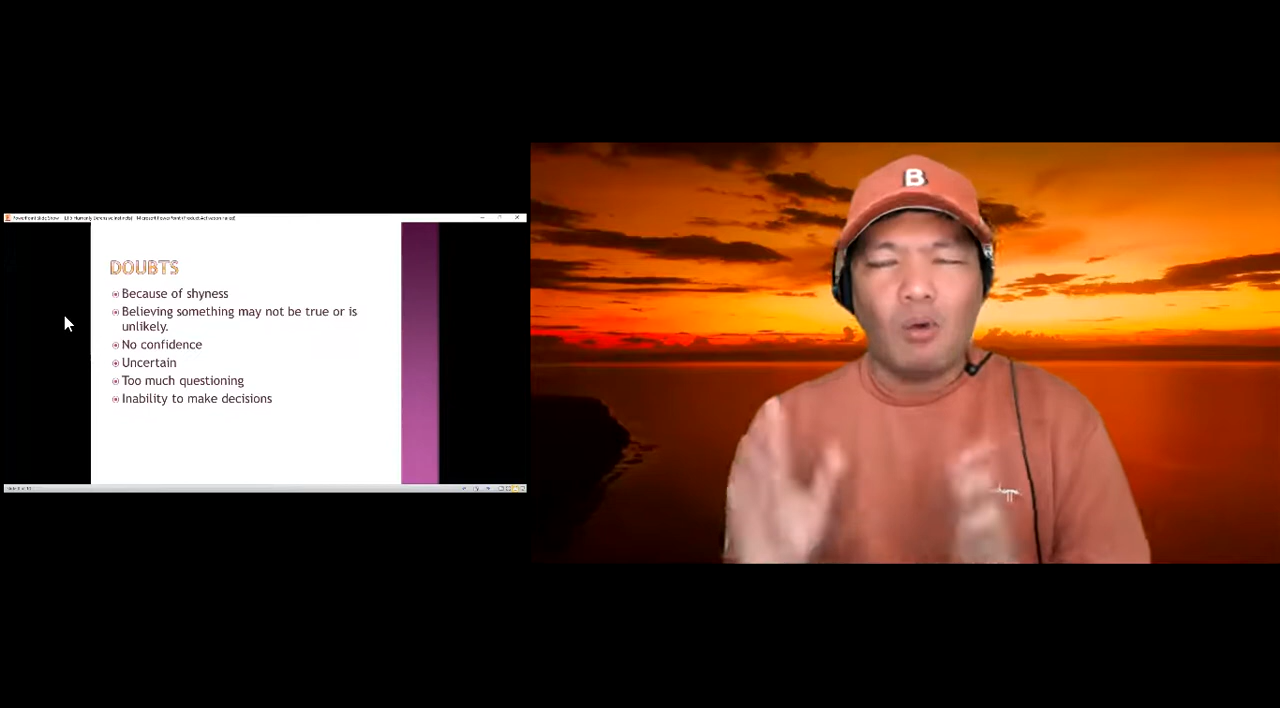 DOUBTS
Because of shyness
Believing something may not be true or is
unlikely.
No confidence
Uncertain
Too much questioning
Inability to make decisions
B